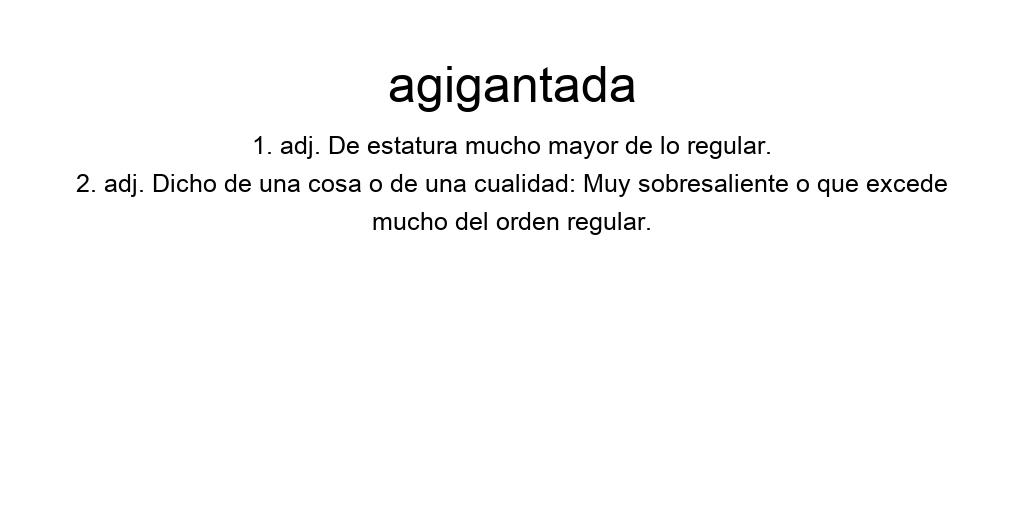 agigantada
1. adj. De estatura mucho mayor de lo regular.
2. adj. Dicho de una cosa o de una cualidad: Muy sobresaliente o que excede
mucho del orden regular.